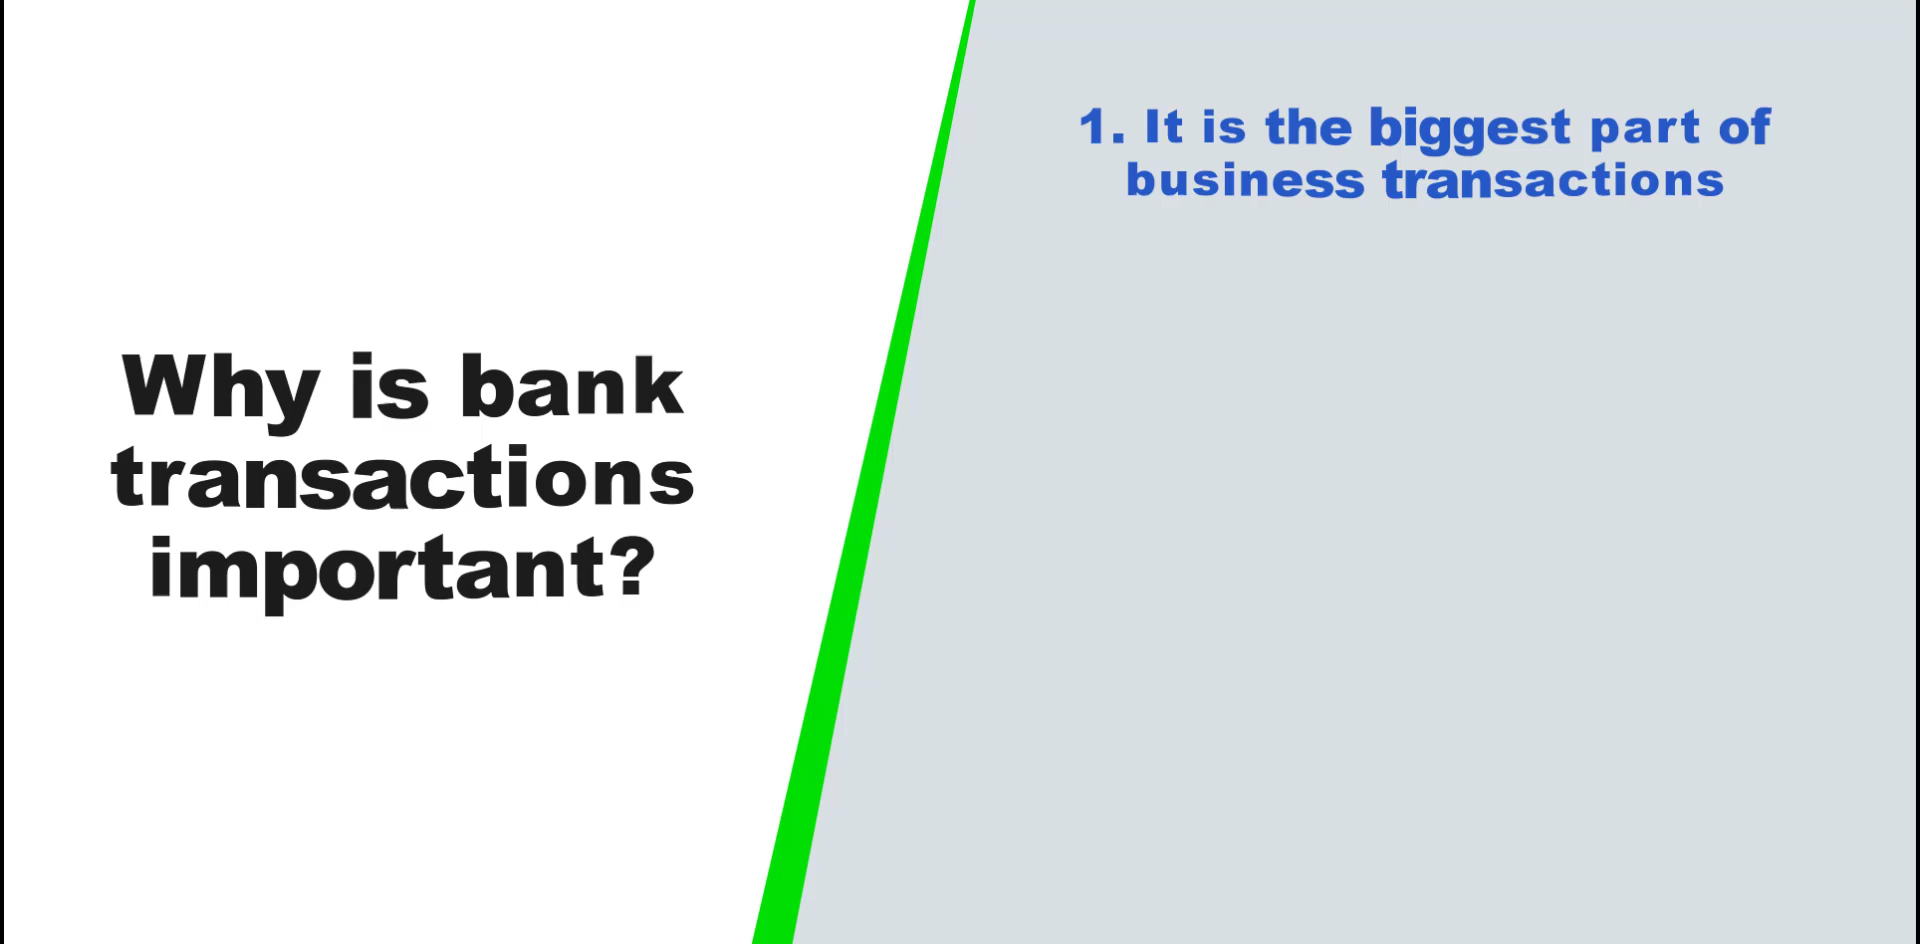 Why is bank
transactions
important?
1. It is the biggest part of
business transactions